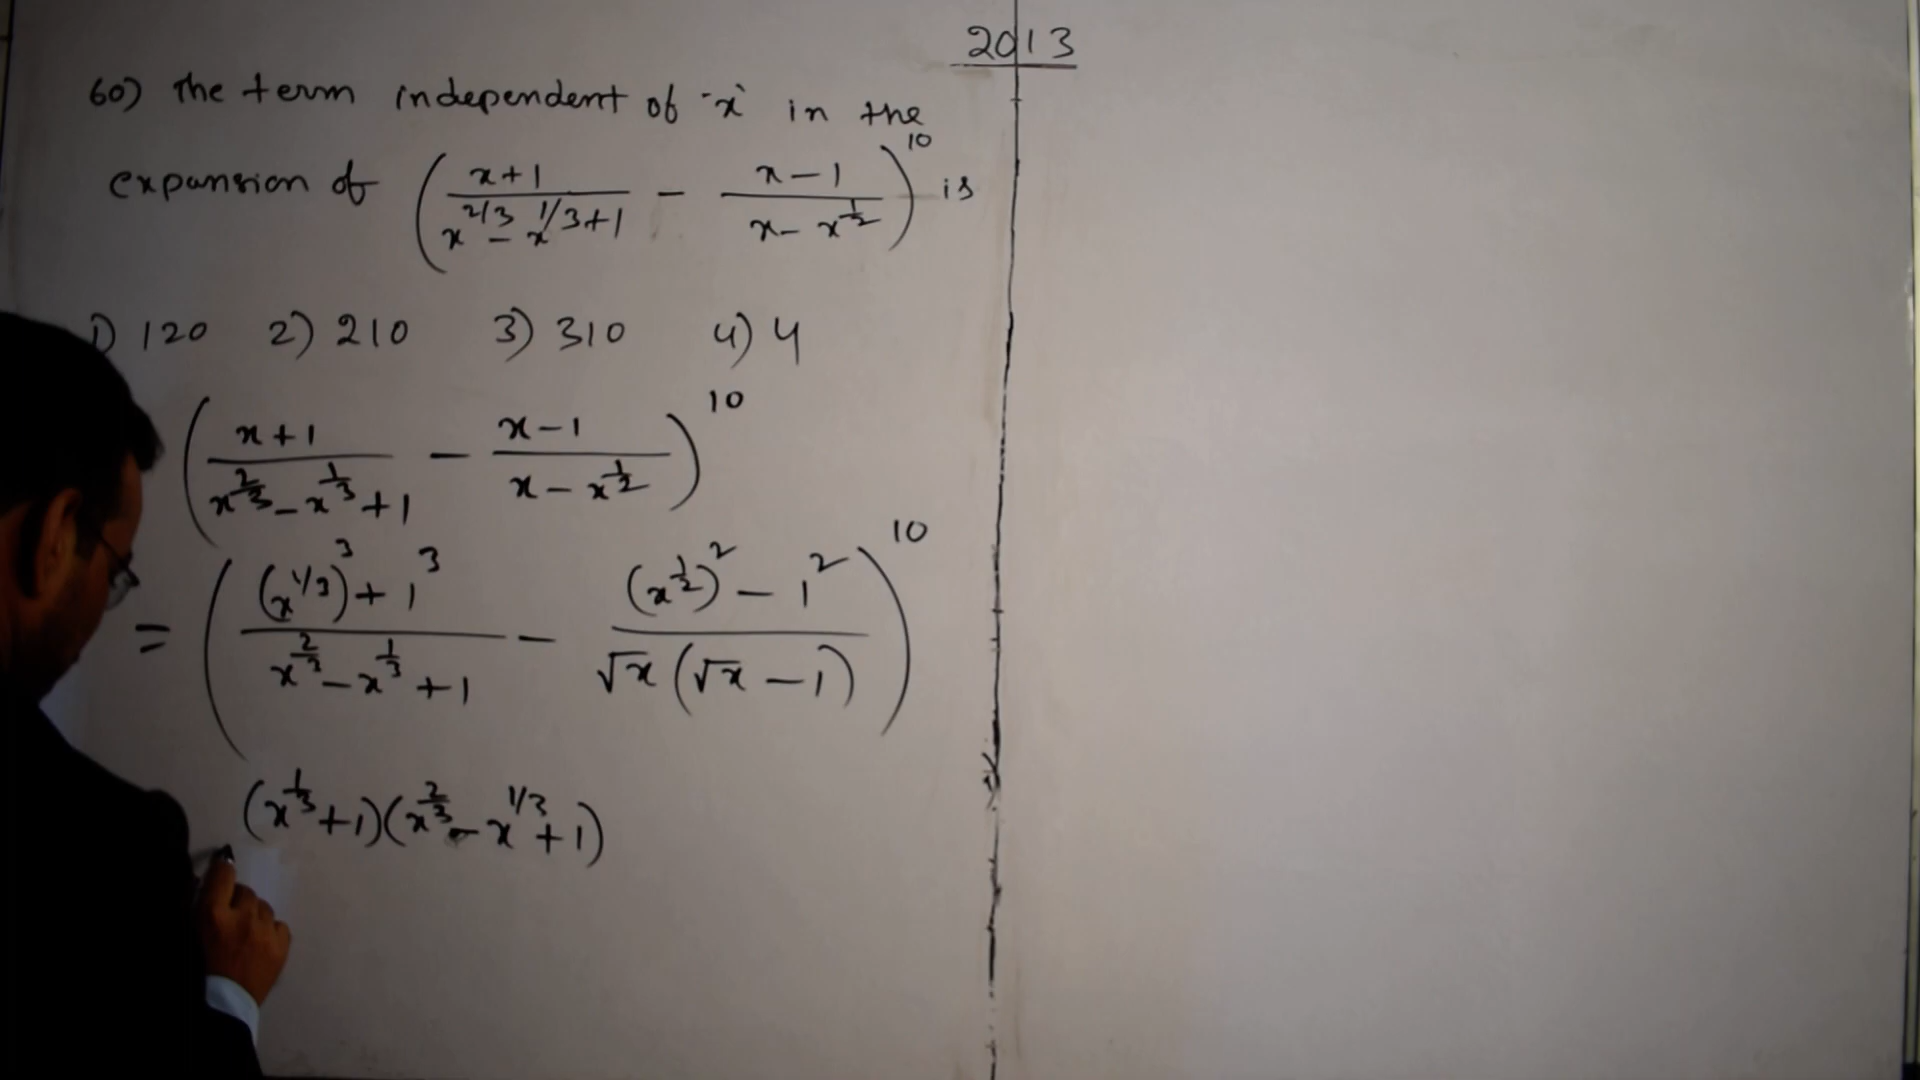 2013
60) The term independent of 'x' in the
expansion of ((x+1)/(x^{2/3} - x^{1/3}+1) - (x-1)/(x - x^{1/2}))^{10} is
1) 120 2) 210 3) 310 4) 4
((x+1)/(x^{2/3} - x^{1/3} + 1) - (x-1)/(x - x^{1/2}))^{10}
= (((x^{1/3})^3 + 1^3)/(x^{2/3} - x^{1/3} + 1) - ((x^{1/2})^2 - 1^2)/(√x (√x - 1)))^{10}
(x^{1/3}+1)(x^{2/3} - x^{1/3} + 1)